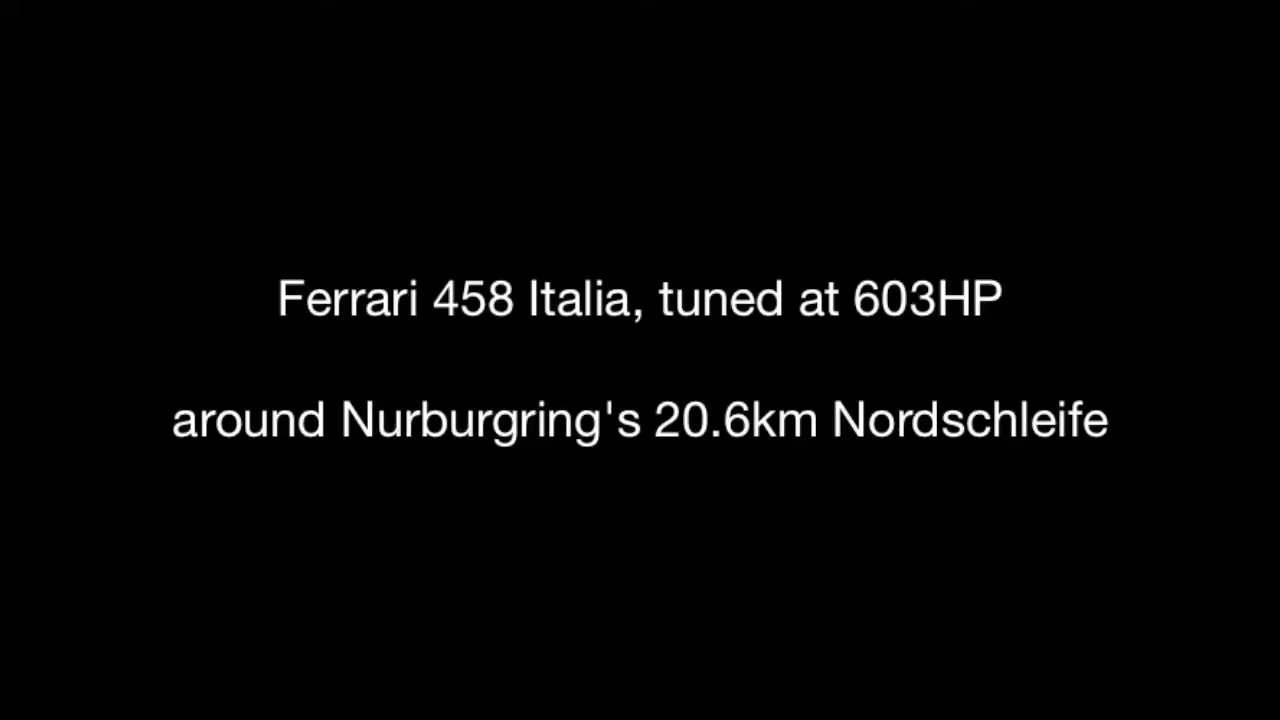 Ferrari 458 Italia, tuned at 603HP
around Nurburgring's 20.6km Nordschleife